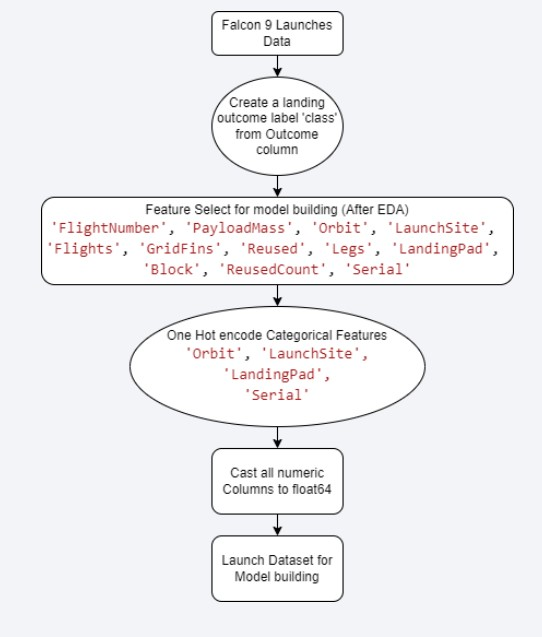 Falcon 9 Launches
Data
Create a landing
outcome label 'class'
from Outcome
column
Feature Select for model building (After EDA)
'FlightNumber', 'PayloadMass', 'Orbit', 'LaunchSite',
'Flights', 'GridFins', 'Reused', 'Legs', 'LandingPad',
'Block', 'ReusedCount', 'Serial'
One Hot encode Categorical Features
'Orbit', 'LaunchSite',
'LandingPad',
'Serial'
Cast all numeric
Columns to float64
Launch Dataset for
Model building